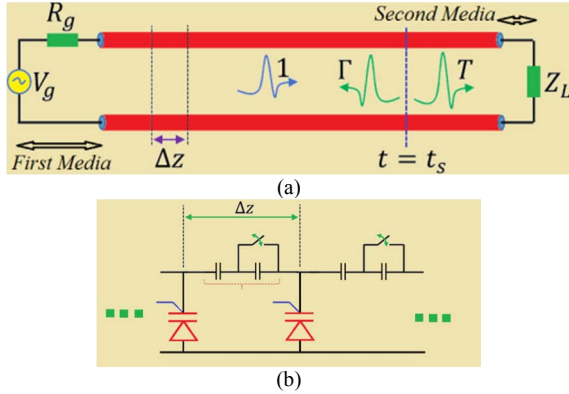 Second Media
R_g
V_g
1
Γ
T
Z_L
First Media
Δz
t = t_s
(a)
Δz
(b)